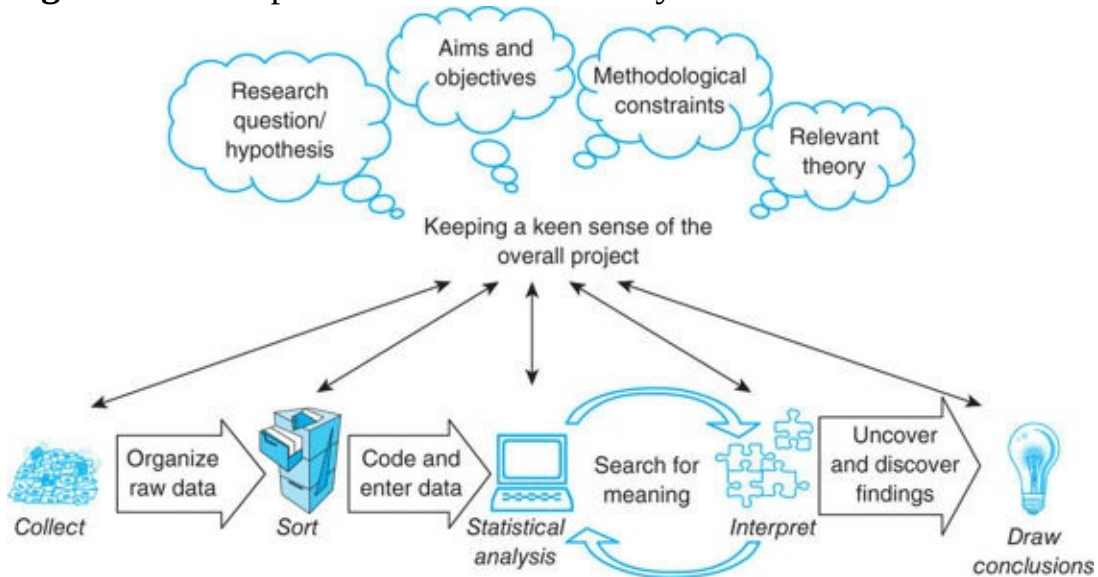 Aims and
objectives
Methodological
constraints
Research
question/
hypothesis
Relevant
theory
Keeping a keen sense of the
overall project
Organize
raw data
Code and
enter data
Search for
meaning
Uncover
and discover
findings
Collect
Sort
Statistical
analysis
Interpret
Draw
conclusions